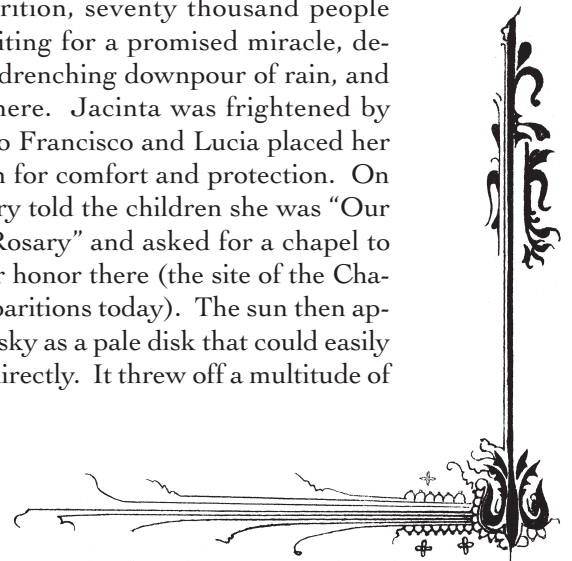 rition, seventy thousand people
iting for a promised miracle, de-
drenching downpour of rain, and
here. Jacinta was frightened by
o Francisco and Lucia placed her
n for comfort and protection. On
ry told the children she was “Our
Rosary” and asked for a chapel to
r honor there (the site of the Cha-
paritions today). The sun then ap-
sky as a pale disk that could easily
irectly. It threw off a multitude of